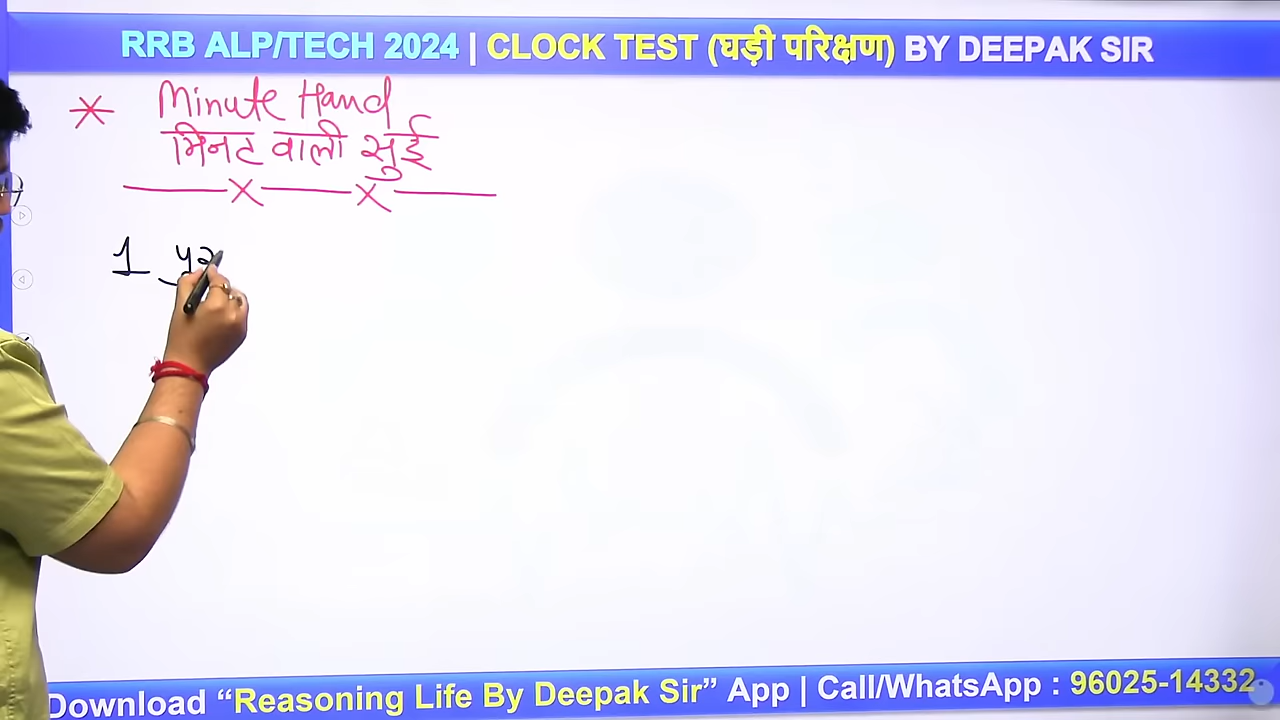 RRB ALP/TECH 2024 | CLOCK TEST (घड़ी परिक्षण) BY DEEPAK SIR
* Minute Hand
मिनट वाली सुई
1
Download “Reasoning Life By Deepak Sir” App | Call/WhatsApp : 96025-14332